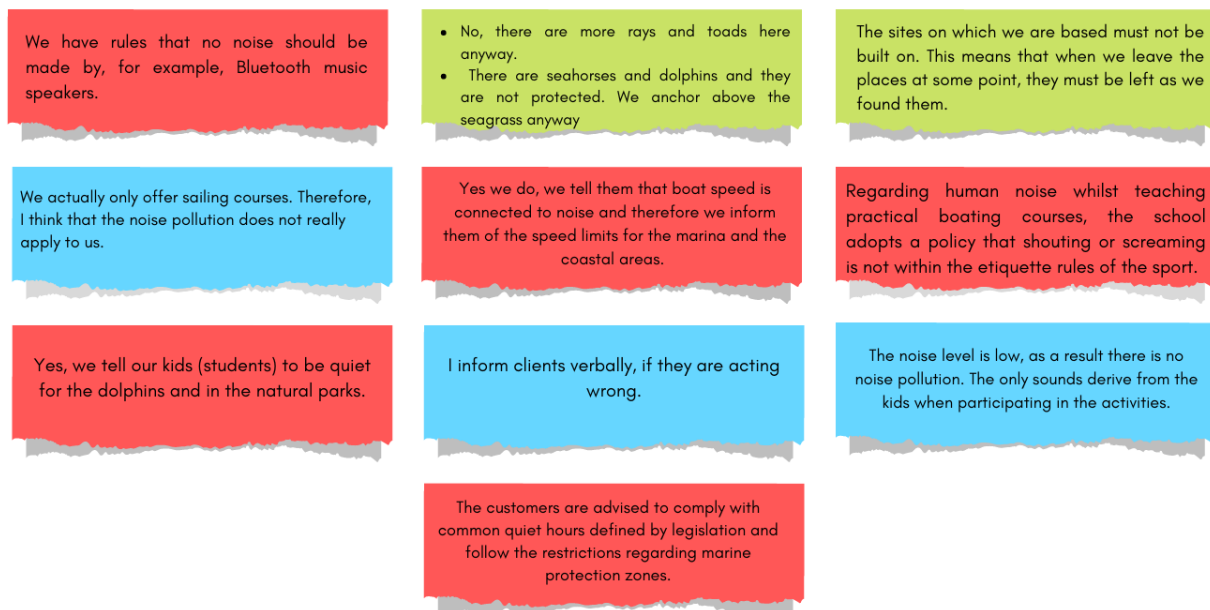 We have rules that no noise should be
made by, for example, Bluetooth music
speakers.
• No, there are more rays and toads here
anyway.
• There are seahorses and dolphins and they
are not protected. We anchor above the
seagrass anyway
The sites on which we are based must not be
built on. This means that when we leave the
places at some point, they must be left as we
found them.
We actually only offer sailing courses. Therefore,
I think that the noise pollution does not really
apply to us.
Yes we do, we tell them that boat speed is
connected to noise and therefore we inform
them of the speed limits for the marina and the
coastal areas.
Regarding human noise whilst teaching
practical boating courses, the school
adopts a policy that shouting or screaming
is not within the etiquette rules of the sport.
Yes, we tell our kids (students) to be quiet
for the dolphins and in the natural parks.
I inform clients verbally, if they are acting
wrong.
The noise level is low, as a result there is no
noise pollution. The only sounds derive from the
kids when participating in the activities.
The customers are advised to comply with
common quiet hours defined by legislation and
follow the restrictions regarding marine
protection zones.